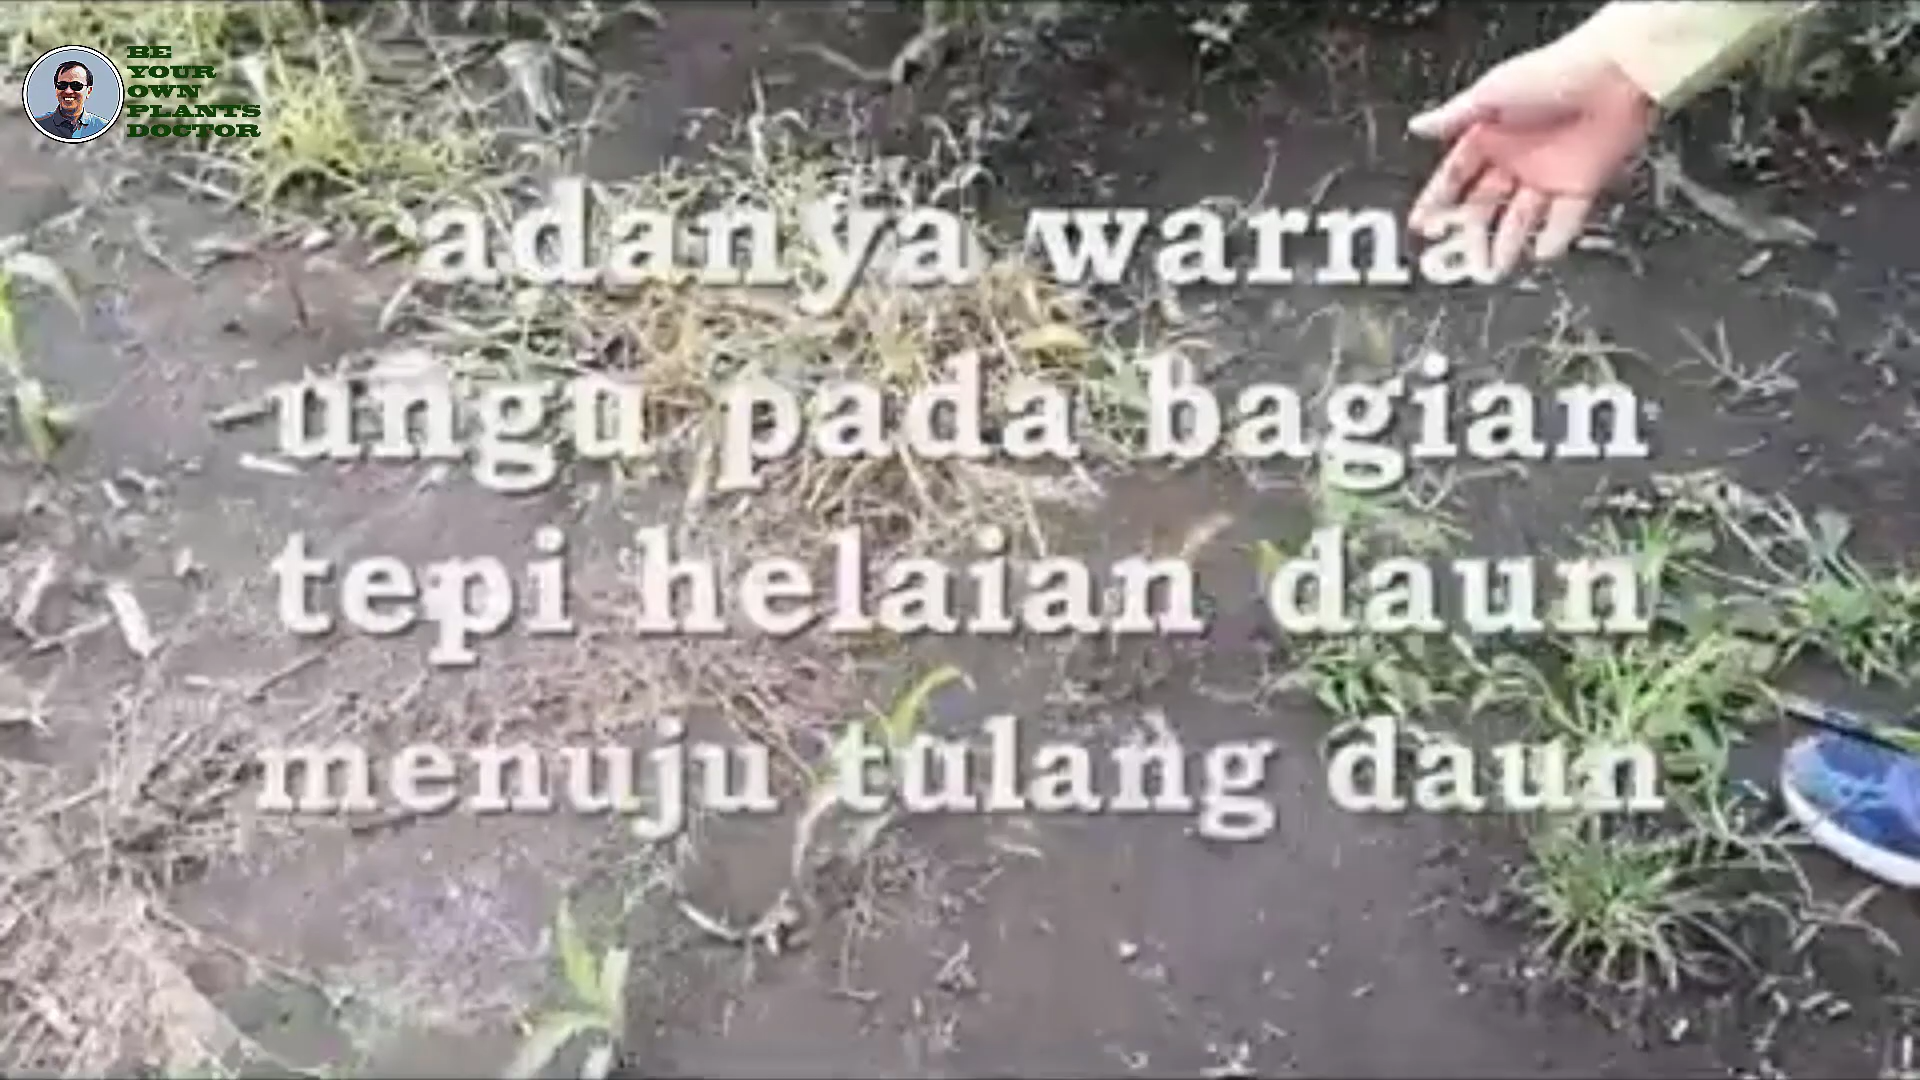 BE
YOUR
OWN
PLANTS
DOCTOR
adanya warna
ungu pada bagian
tepi helaian daun
menuju tulang daun